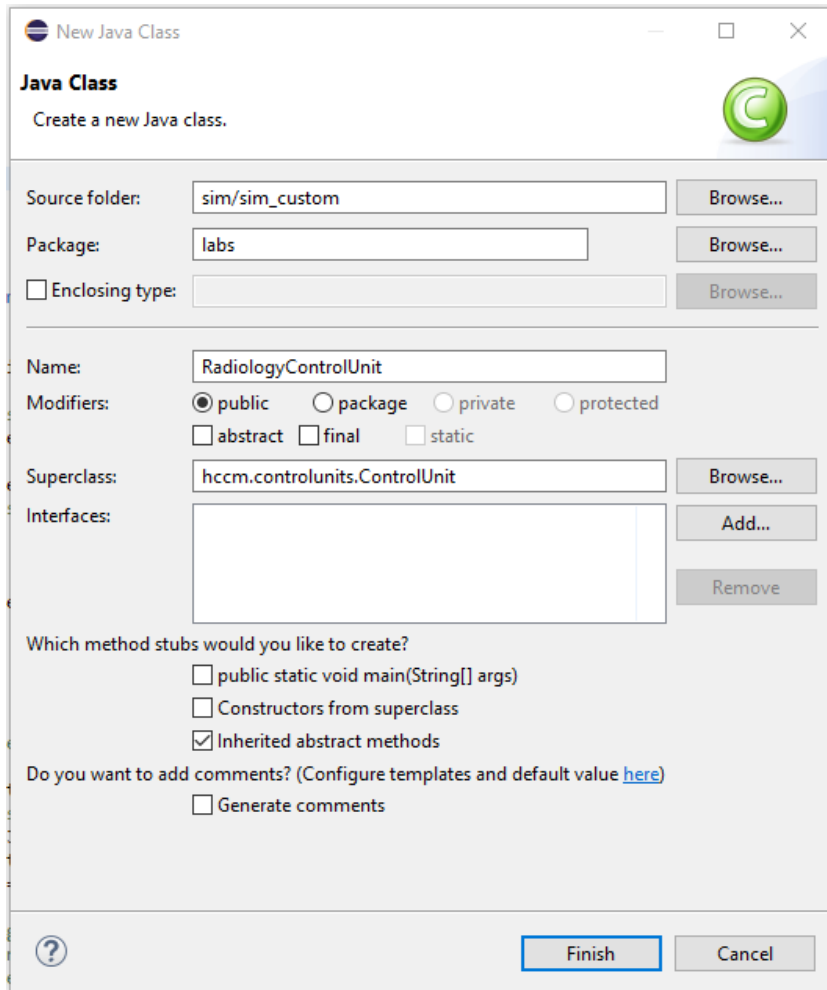 New Java Class
Java Class
Create a new Java class.
C
Source folder: sim/sim_custom Browse...
Package: labs Browse...
Enclosing type: Browse...
Name: RadiologyControlUnit
Modifiers: public package private protected
abstract final static
Superclass: hccm.controlunits.ControlUnit Browse...
Interfaces: Add...
Remove
Which method stubs would you like to create?
public static void main(String[] args)
Constructors from superclass
Inherited abstract methods
Do you want to add comments? (Configure templates and default value here)
Generate comments
? Finish Cancel